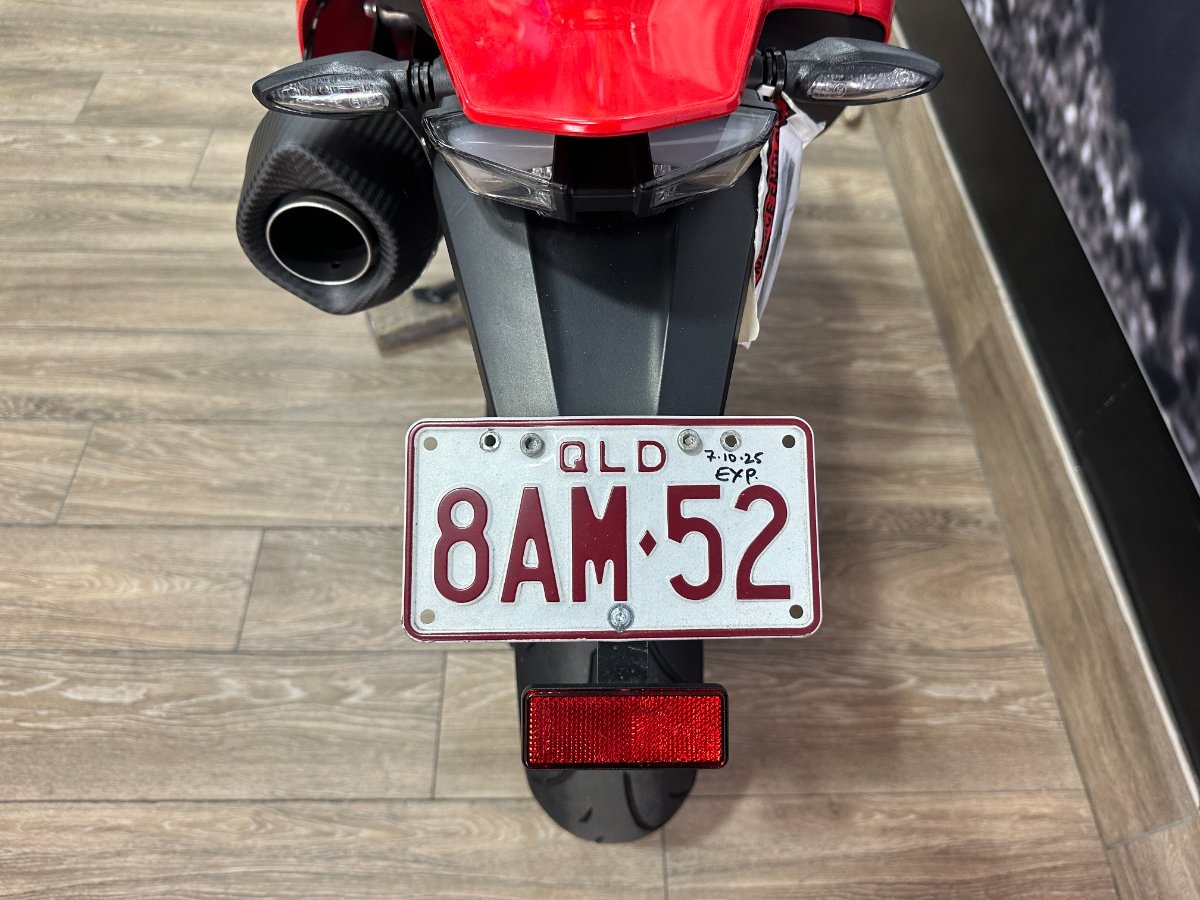 QLD
7.10.25
EXP.
8AM·52